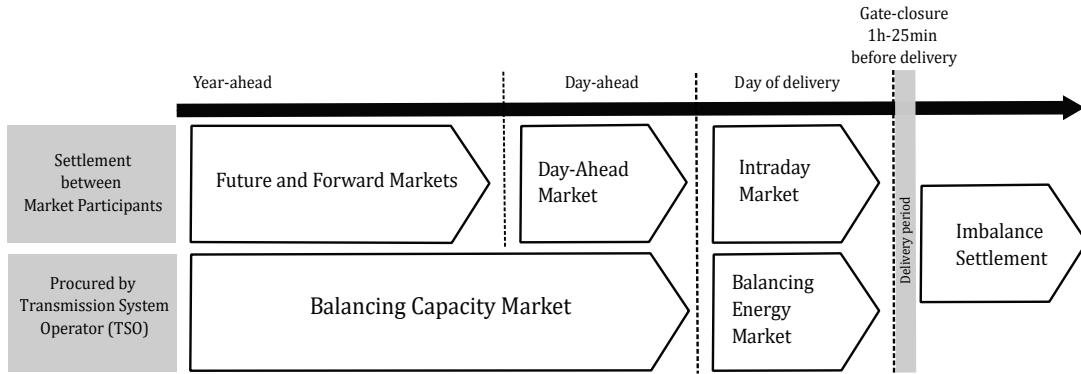 Gate-closure
1h-25min
before delivery
Year-ahead
Day-ahead
Day of delivery
Settlement
between
Market Participants
Future and Forward Markets
Day-Ahead
Market
Intraday
Market
Delivery period
Imbalance
Settlement
Procured by
Transmission System
Operator (TSO)
Balancing Capacity Market
Balancing
Energy
Market